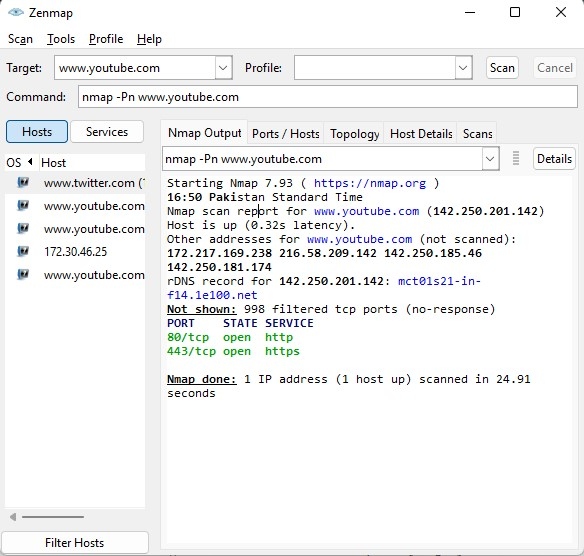 Zenmap
Scan Tools Profile Help
Target: www.youtube.com Profile: Scan Cancel
Command: nmap -Pn www.youtube.com
Hosts Services
Nmap Output Ports / Hosts Topology Host Details Scans
OS Host
nmap -Pn www.youtube.com Details
www.twitter.com (
www.youtube.com
www.youtube.com
172.30.46.25
www.youtube.com
Starting Nmap 7.93 ( https://nmap.org )
16:50 Pakistan Standard Time
Nmap scan report for www.youtube.com (142.250.201.142)
Host is up (0.32s latency).
Other addresses for www.youtube.com (not scanned):
172.217.169.238 216.58.209.142 142.250.185.46
142.250.181.174
rDNS record for 142.250.201.142: mct01s21-in-
f14.1e100.net
Not shown: 998 filtered tcp ports (no-response)
PORT STATE SERVICE
80/tcp open http
443/tcp open https
Nmap done: 1 IP address (1 host up) scanned in 24.91
seconds
Filter Hosts